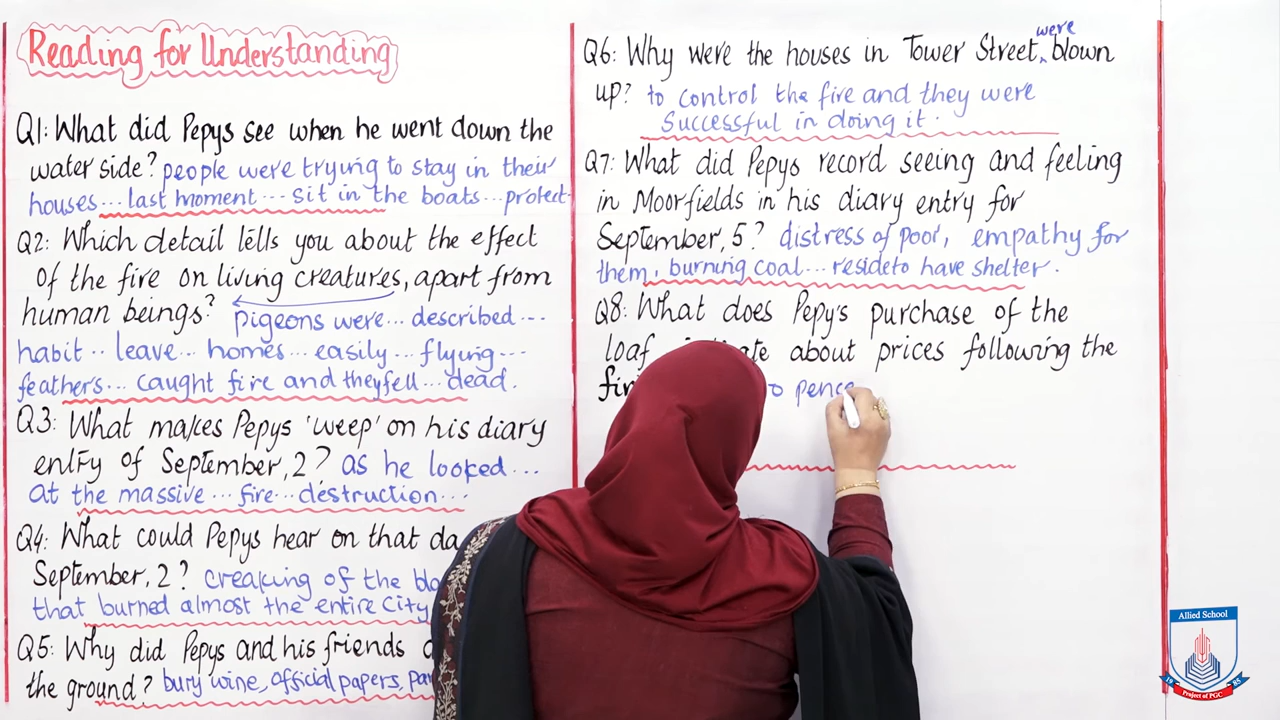 Reading for Understanding
Q1: What did Pepys see when he went down the
water side? people were trying to stay in their
houses... last moment... sit in the boats... protect
Q2: Which detail tells you about the effect
of the fire on living creatures, apart from
human beings? pigeons were... described...
habit.. leave... homes... easily... flying...
feathers... caught fire and they fell... dead.
Q3: What makes Pepys 'weep' on his diary
entry of September, 2? as he looked...
at the massive... fire... destruction...
Q4: What could Pepys hear on that
September, 2? creaking of the
that burned almost the entire City
Q5: Why did Pepys and his friends
the ground? bury wine, official papers,
were
Q6: Why were the houses in Tower Street, blown
up? to control the fire and they were
Successful in doing it.
Q7: What did Pepys record seeing and feeling
in Moorfields in his diary entry for
September, 5? distress of poor, empathy for
them, burning coal... reside to have shelter.
Q8: What does Pepy's purchase of the
loaf about prices following the
pence
Allied School
19 85
Project of PGC